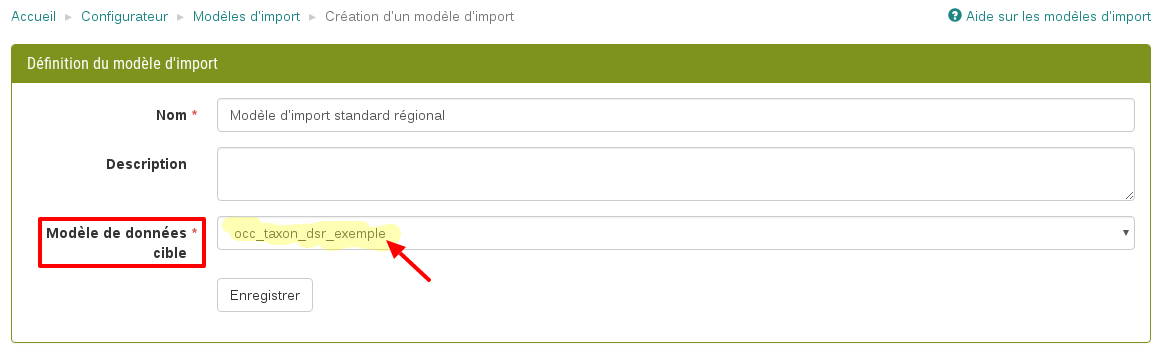 Accueil ▸ Configurateur ▸ Modèles d'import ▸ Création d'un modèle d'import
Aide sur les modèles d'import
Définition du modèle d'import
Nom * Modèle d'import standard régional
Description
Modèle de données * occ_taxon_dsr_exemple
cible
Enregistrer